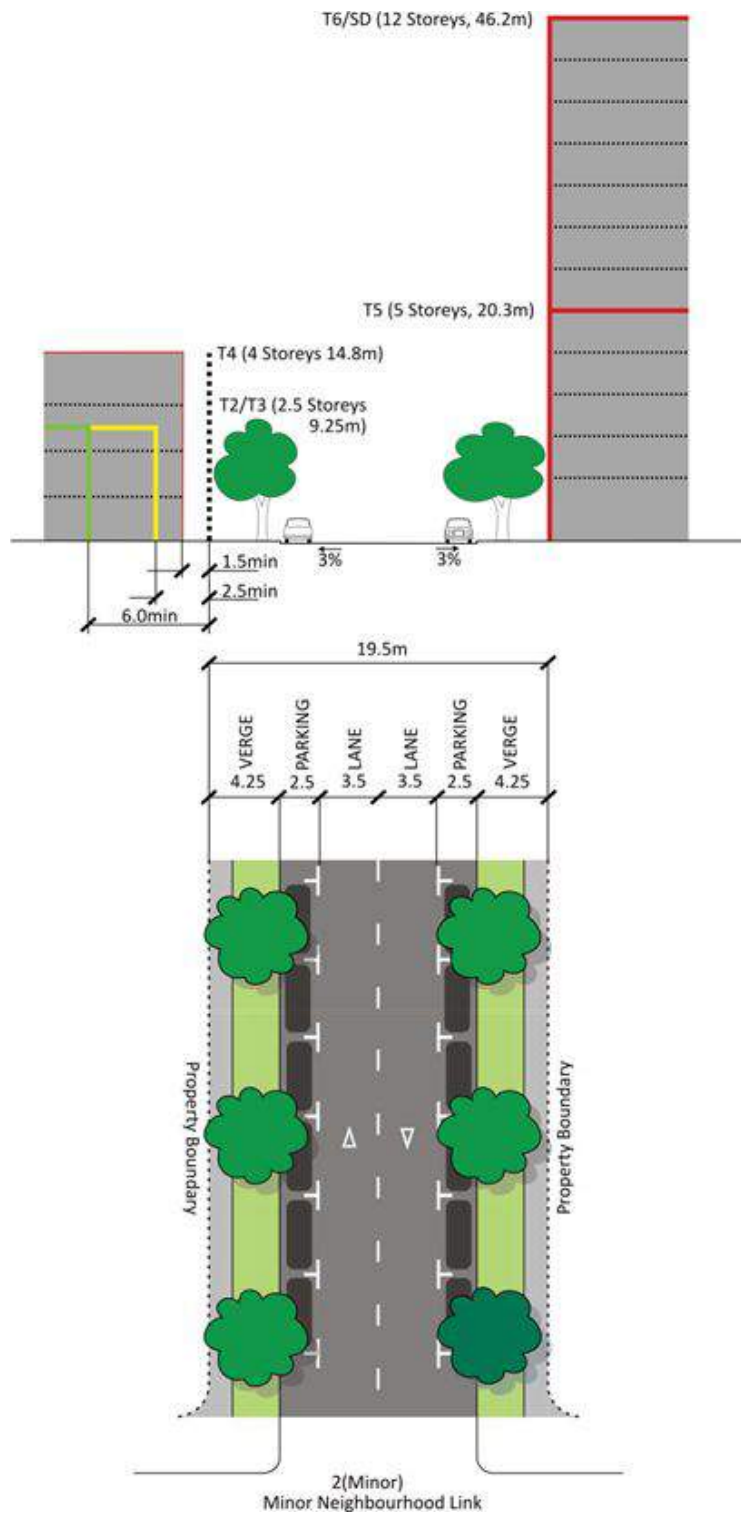 T6/SD (12 Storeys, 46.2m)
T5 (5 Storeys, 20.3m)
T4 (4 Storeys 14.8m)
T2/T3 (2.5 Storeys
9.25m)
3%
3%
1.5min
2.5min
6.0min
19.5m
VERGE
4.25
PARKING
2.5
LANE
3.5
LANE
3.5
PARKING
2.5
VERGE
4.25
Property Boundary
Property Boundary
2(Minor)
Minor Neighbourhood Link